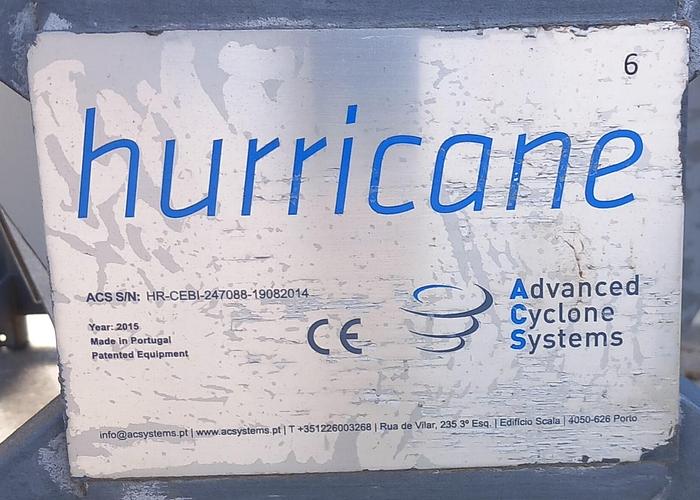 6
hurricane
ACS S/N: HR-CEBI-247088-19082014
Year: 2015
Made in Portugal
Patented Equipment
CE
Advanced
Cyclone
Systems
info@acsystems.pt | www.acsystems.pt | T +351226003268 | Rua de Vilar, 235 3º Esq. | Edifício Scala | 4050-626 Porto